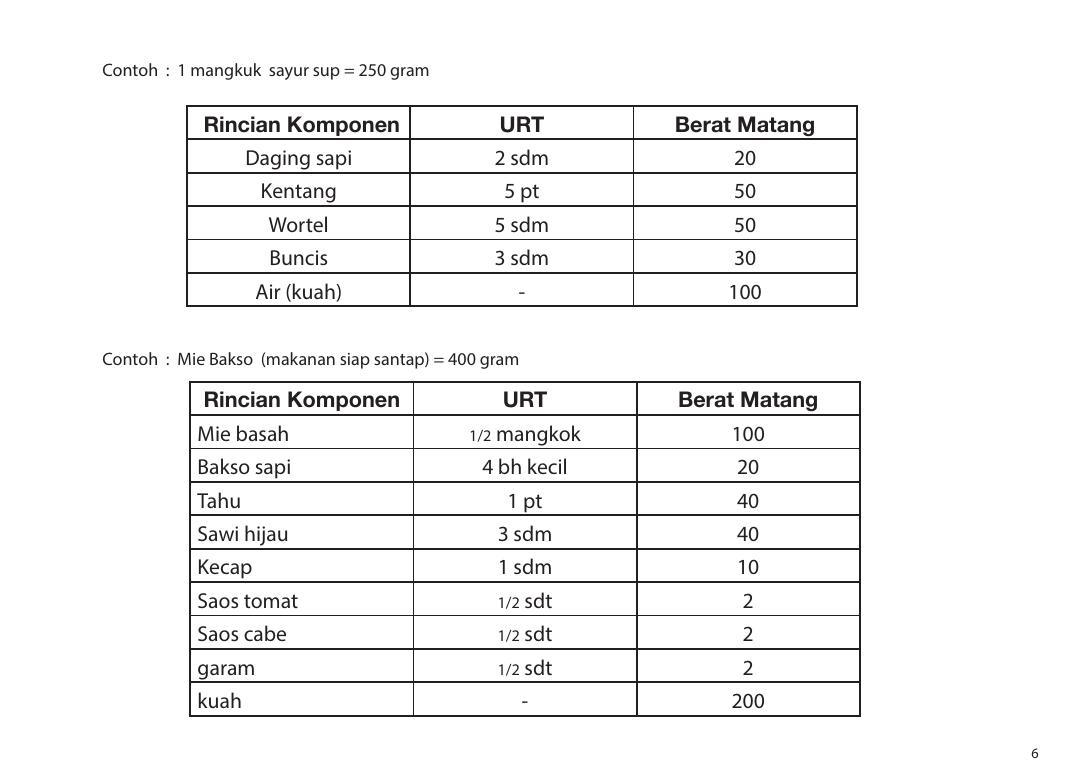 Contoh : 1 mangkuk sayur sup = 250 gram
Rincian Komponen URT Berat Matang
Daging sapi 2 sdm 20
Kentang 5 pt 50
Wortel 5 sdm 50
Buncis 3 sdm 30
Air (kuah) - 100
Contoh : Mie Bakso (makanan siap santap) = 400 gram
Rincian Komponen URT Berat Matang
Mie basah 1/2 mangkok 100
Bakso sapi 4 bh kecil 20
Tahu 1 pt 40
Sawi hijau 3 sdm 40
Kecap 1 sdm 10
Saos tomat 1/2 sdt 2
Saos cabe 1/2 sdt 2
garam 1/2 sdt 2
kuah - 200
6